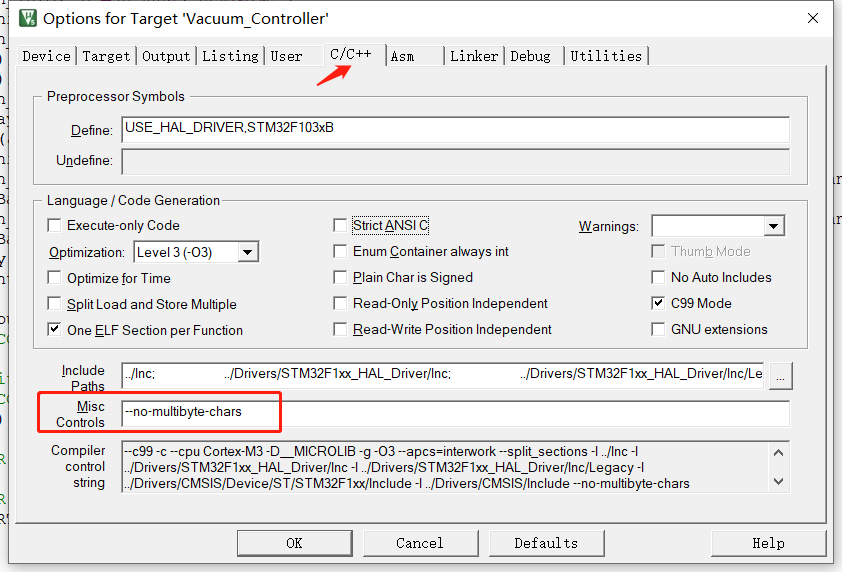 Options for Target 'Vacuum_Controller'
Device Target Output Listing User C/C++ Asm Linker Debug Utilities
Preprocessor Symbols
Define: USE_HAL_DRIVER,STM32F103xB
Undefine:
Language / Code Generation
Execute-only Code Strict ANSI C Warnings:
Optimization: Level 3 (-O3) Enum Container always int Thumb Mode
Optimize for Time Plain Char is Signed No Auto Includes
Split Load and Store Multiple Read-Only Position Independent C99 Mode
One ELF Section per Function Read-Write Position Independent GNU extensions
Include Paths ../Inc; ../Drivers/STM32F1xx_HAL_Driver/Inc; ../Drivers/STM32F1xx_HAL_Driver/Inc/Le ...
Misc Controls --no-multibyte-chars
Compiler control string --c99 -c --cpu Cortex-M3 -D__MICROLIB -g -O3 --apcs=interwork --split_sections -I ../Inc -I
../Drivers/STM32F1xx_HAL_Driver/Inc -I ../Drivers/STM32F1xx_HAL_Driver/Inc/Legacy -I
../Drivers/CMSIS/Device/ST/STM32F1xx/Include -I ../Drivers/CMSIS/Include --no-multibyte-chars
OK Cancel Defaults Help